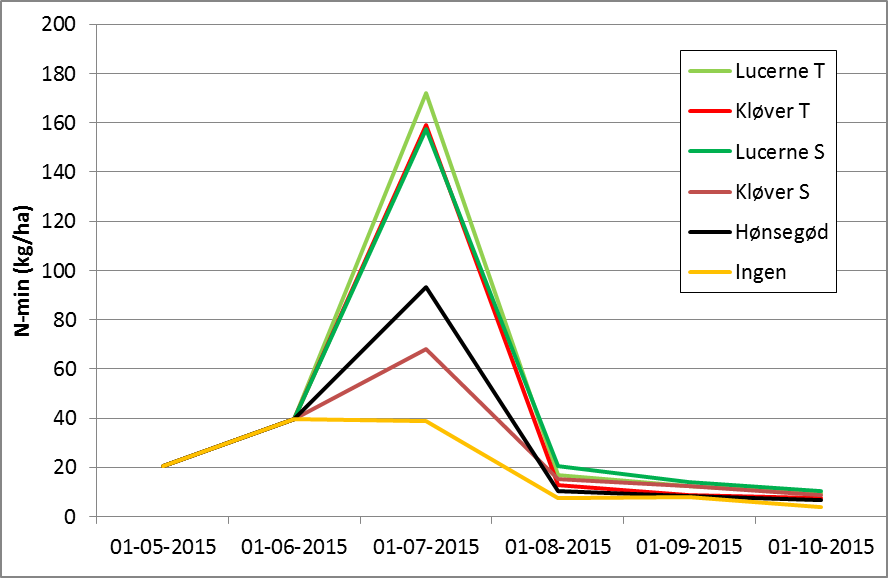 N-min (kg/ha)
200
180
160
140
120
100
80
60
40
20
0
Lucerne T
Kløver T
Lucerne S
Kløver S
Hønsegød
Ingen
01-05-2015 01-06-2015 01-07-2015 01-08-2015 01-09-2015 01-10-2015